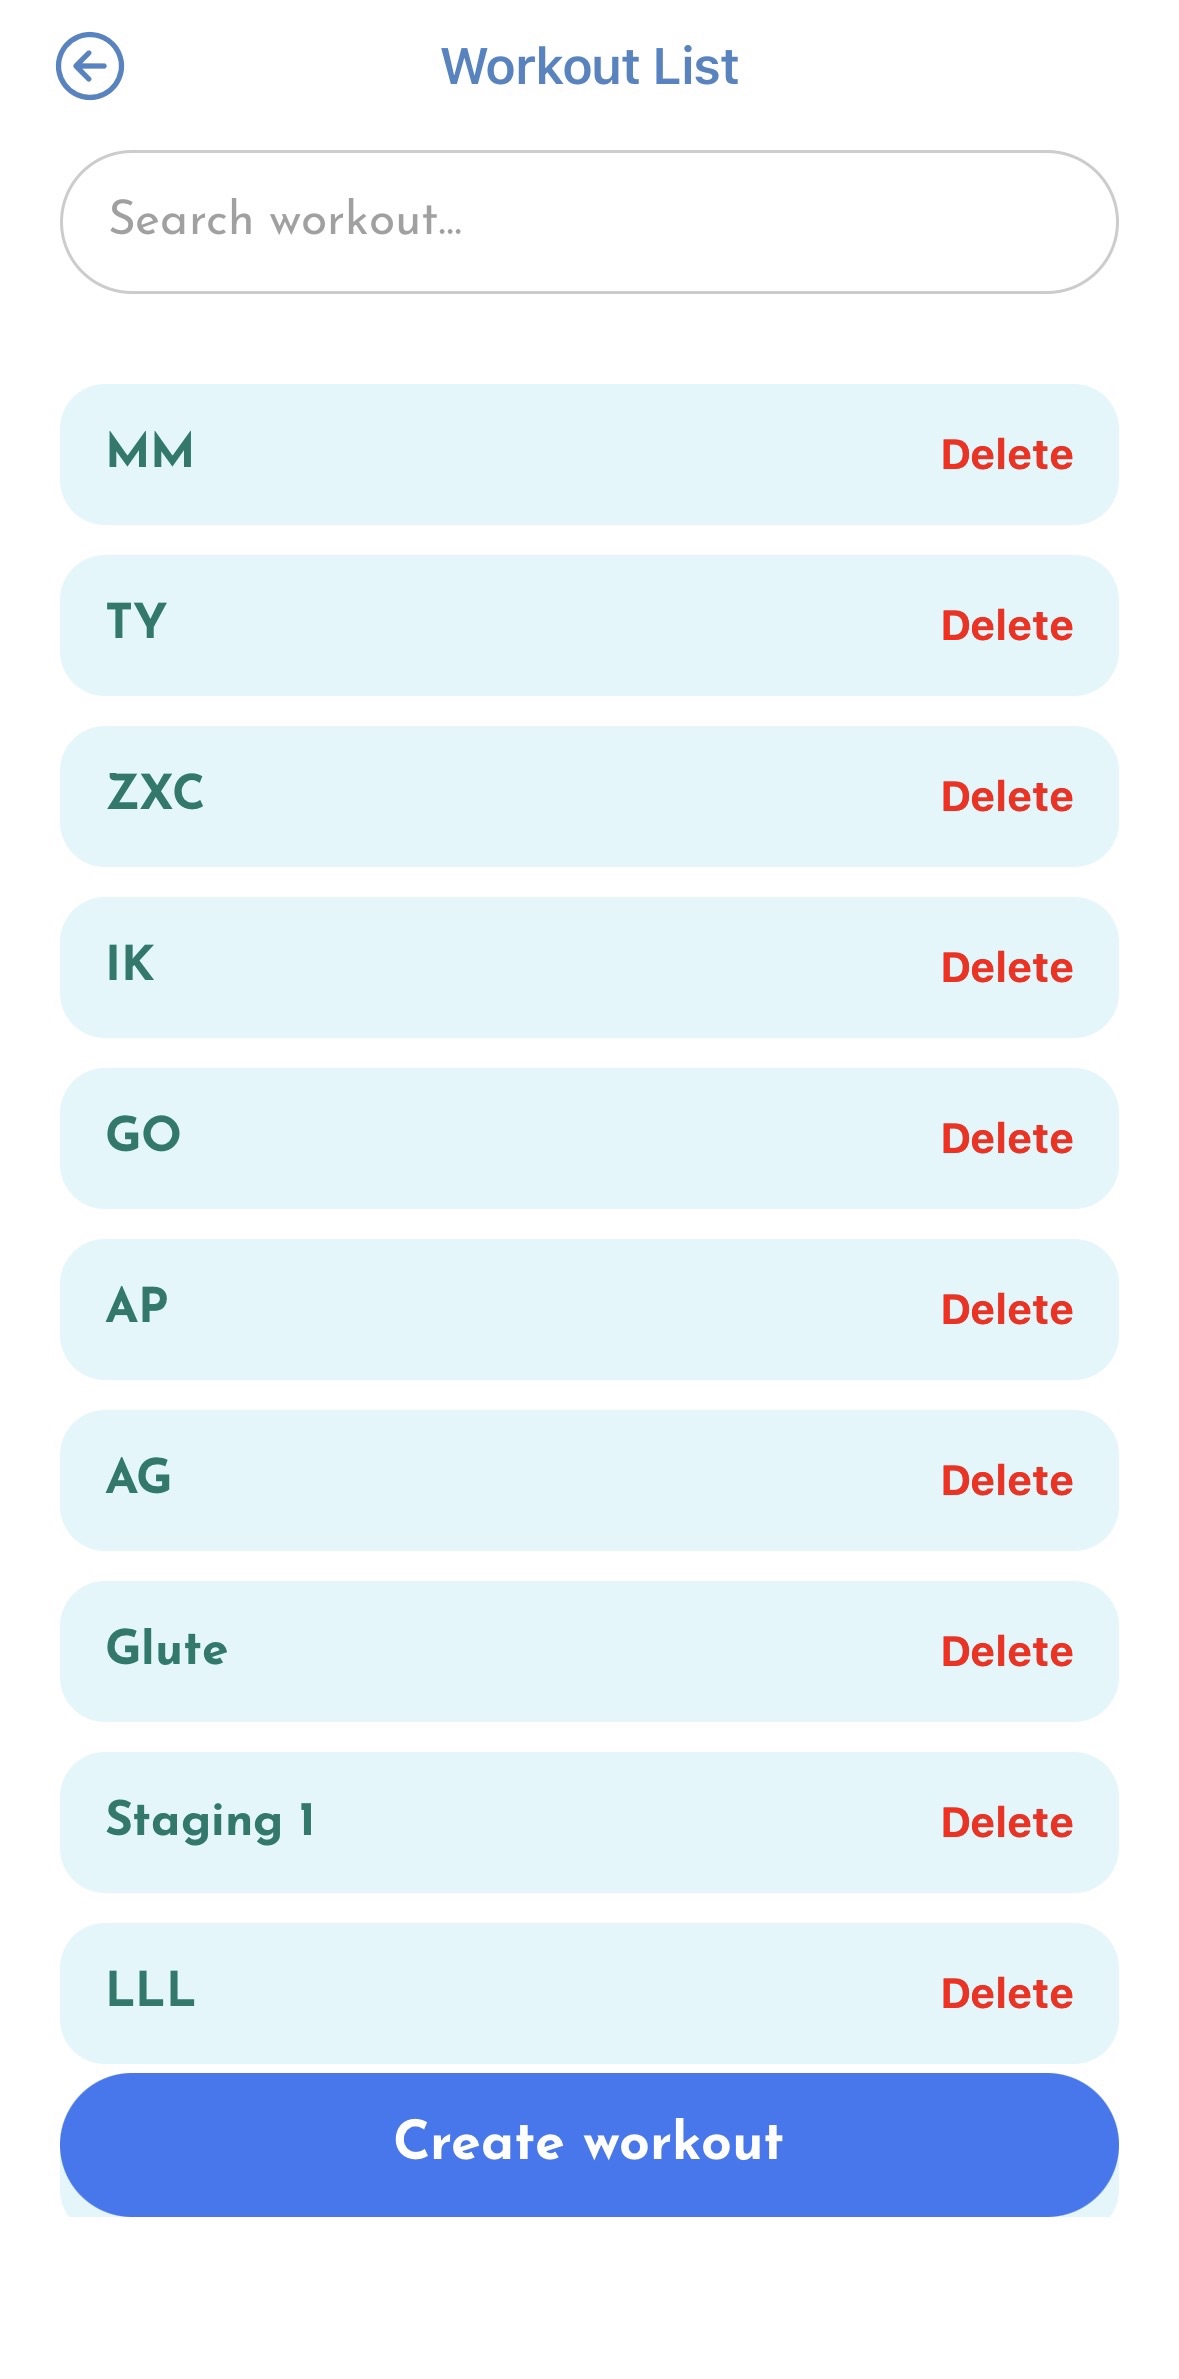 Workout List
Search workout...
MM Delete
TY Delete
ZXC Delete
IK Delete
GO Delete
AP Delete
AG Delete
Glute Delete
Staging 1 Delete
LLL Delete
Create workout